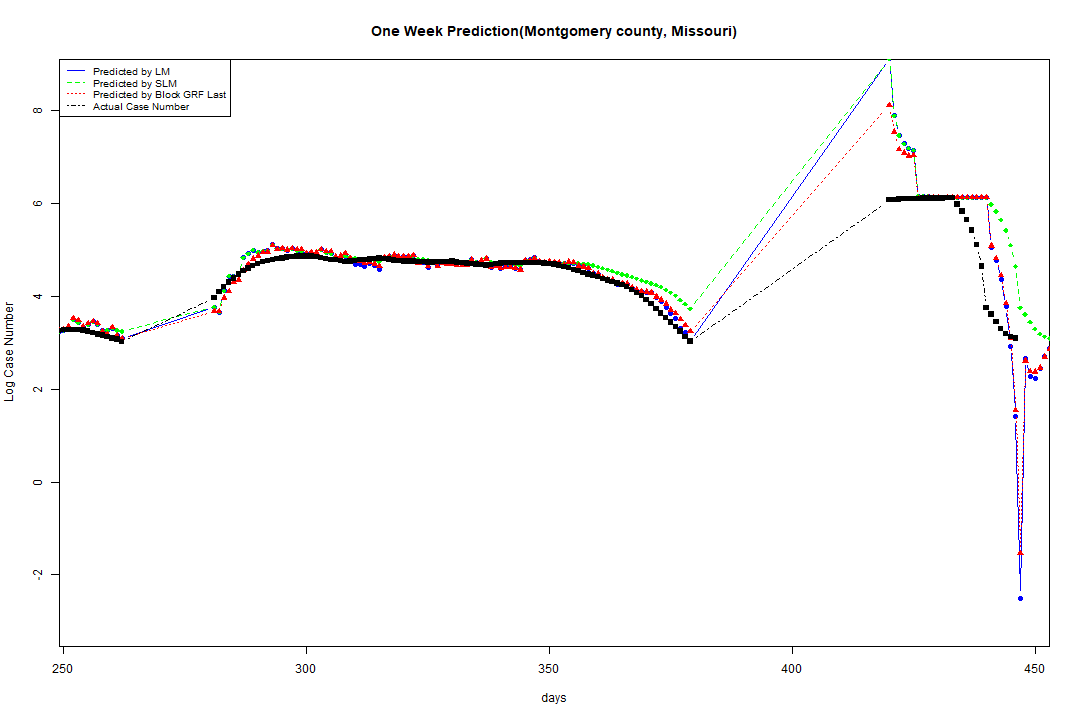 One Week Prediction(Montgomery county, Missouri)
Predicted by LM
Predicted by SLM
Predicted by Block GRF Last
Actual Case Number
8
6
4
2
0
-2
Log Case Number
250 300 350 400 450
days